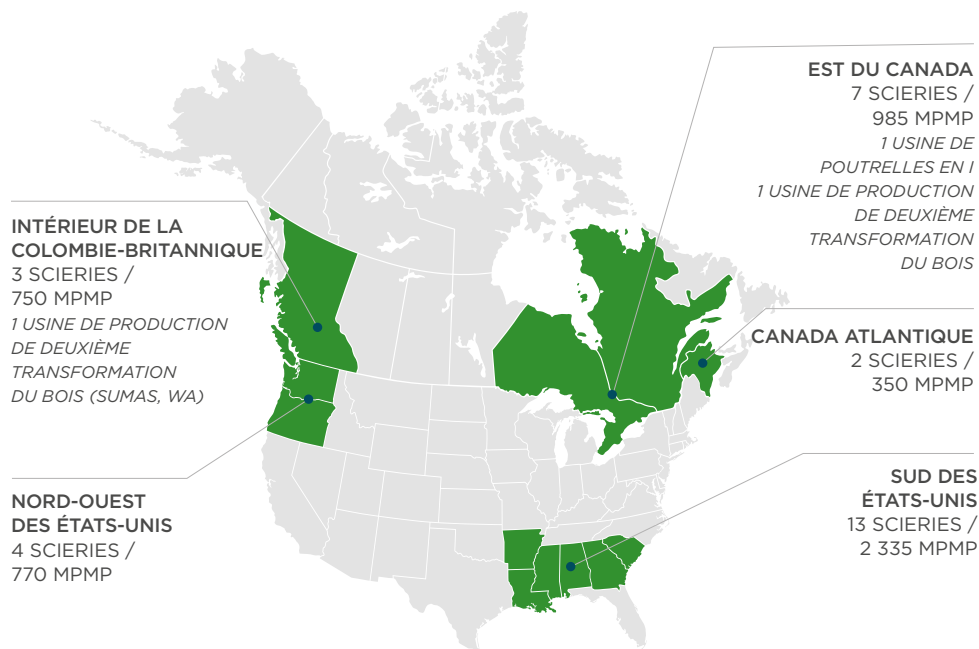 EST DU CANADA
7 SCIERIES /
985 MPMP
1 USINE DE
POUTRELLES EN I
1 USINE DE PRODUCTION
DE DEUXIÈME
TRANSFORMATION
DU BOIS
INTÉRIEUR DE LA
COLOMBIE-BRITANNIQUE
3 SCIERIES /
750 MPMP
1 USINE DE PRODUCTION
DE DEUXIÈME
TRANSFORMATION
DU BOIS (SUMAS, WA)
CANADA ATLANTIQUE
2 SCIERIES /
350 MPMP
NORD-OUEST
DES ÉTATS-UNIS
4 SCIERIES /
770 MPMP
SUD DES
ÉTATS-UNIS
13 SCIERIES /
2 335 MPMP